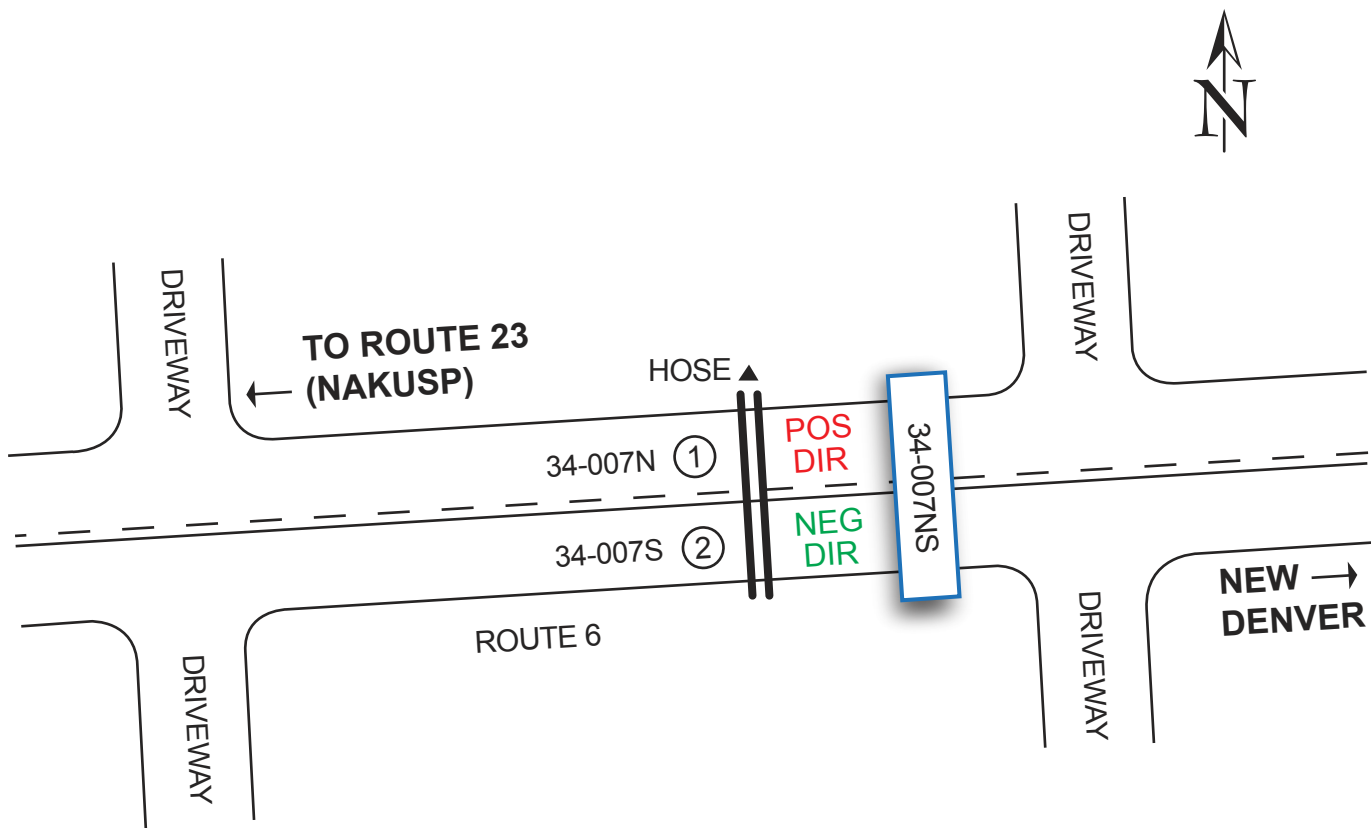 N
DRIVEWAY
DRIVEWAY
TO ROUTE 23
(NAKUSP)
HOSE
34-007N 1
POS
DIR
34-007NS
34-007S 2
NEG
DIR
ROUTE 6
NEW
DENVER
DRIVEWAY
DRIVEWAY